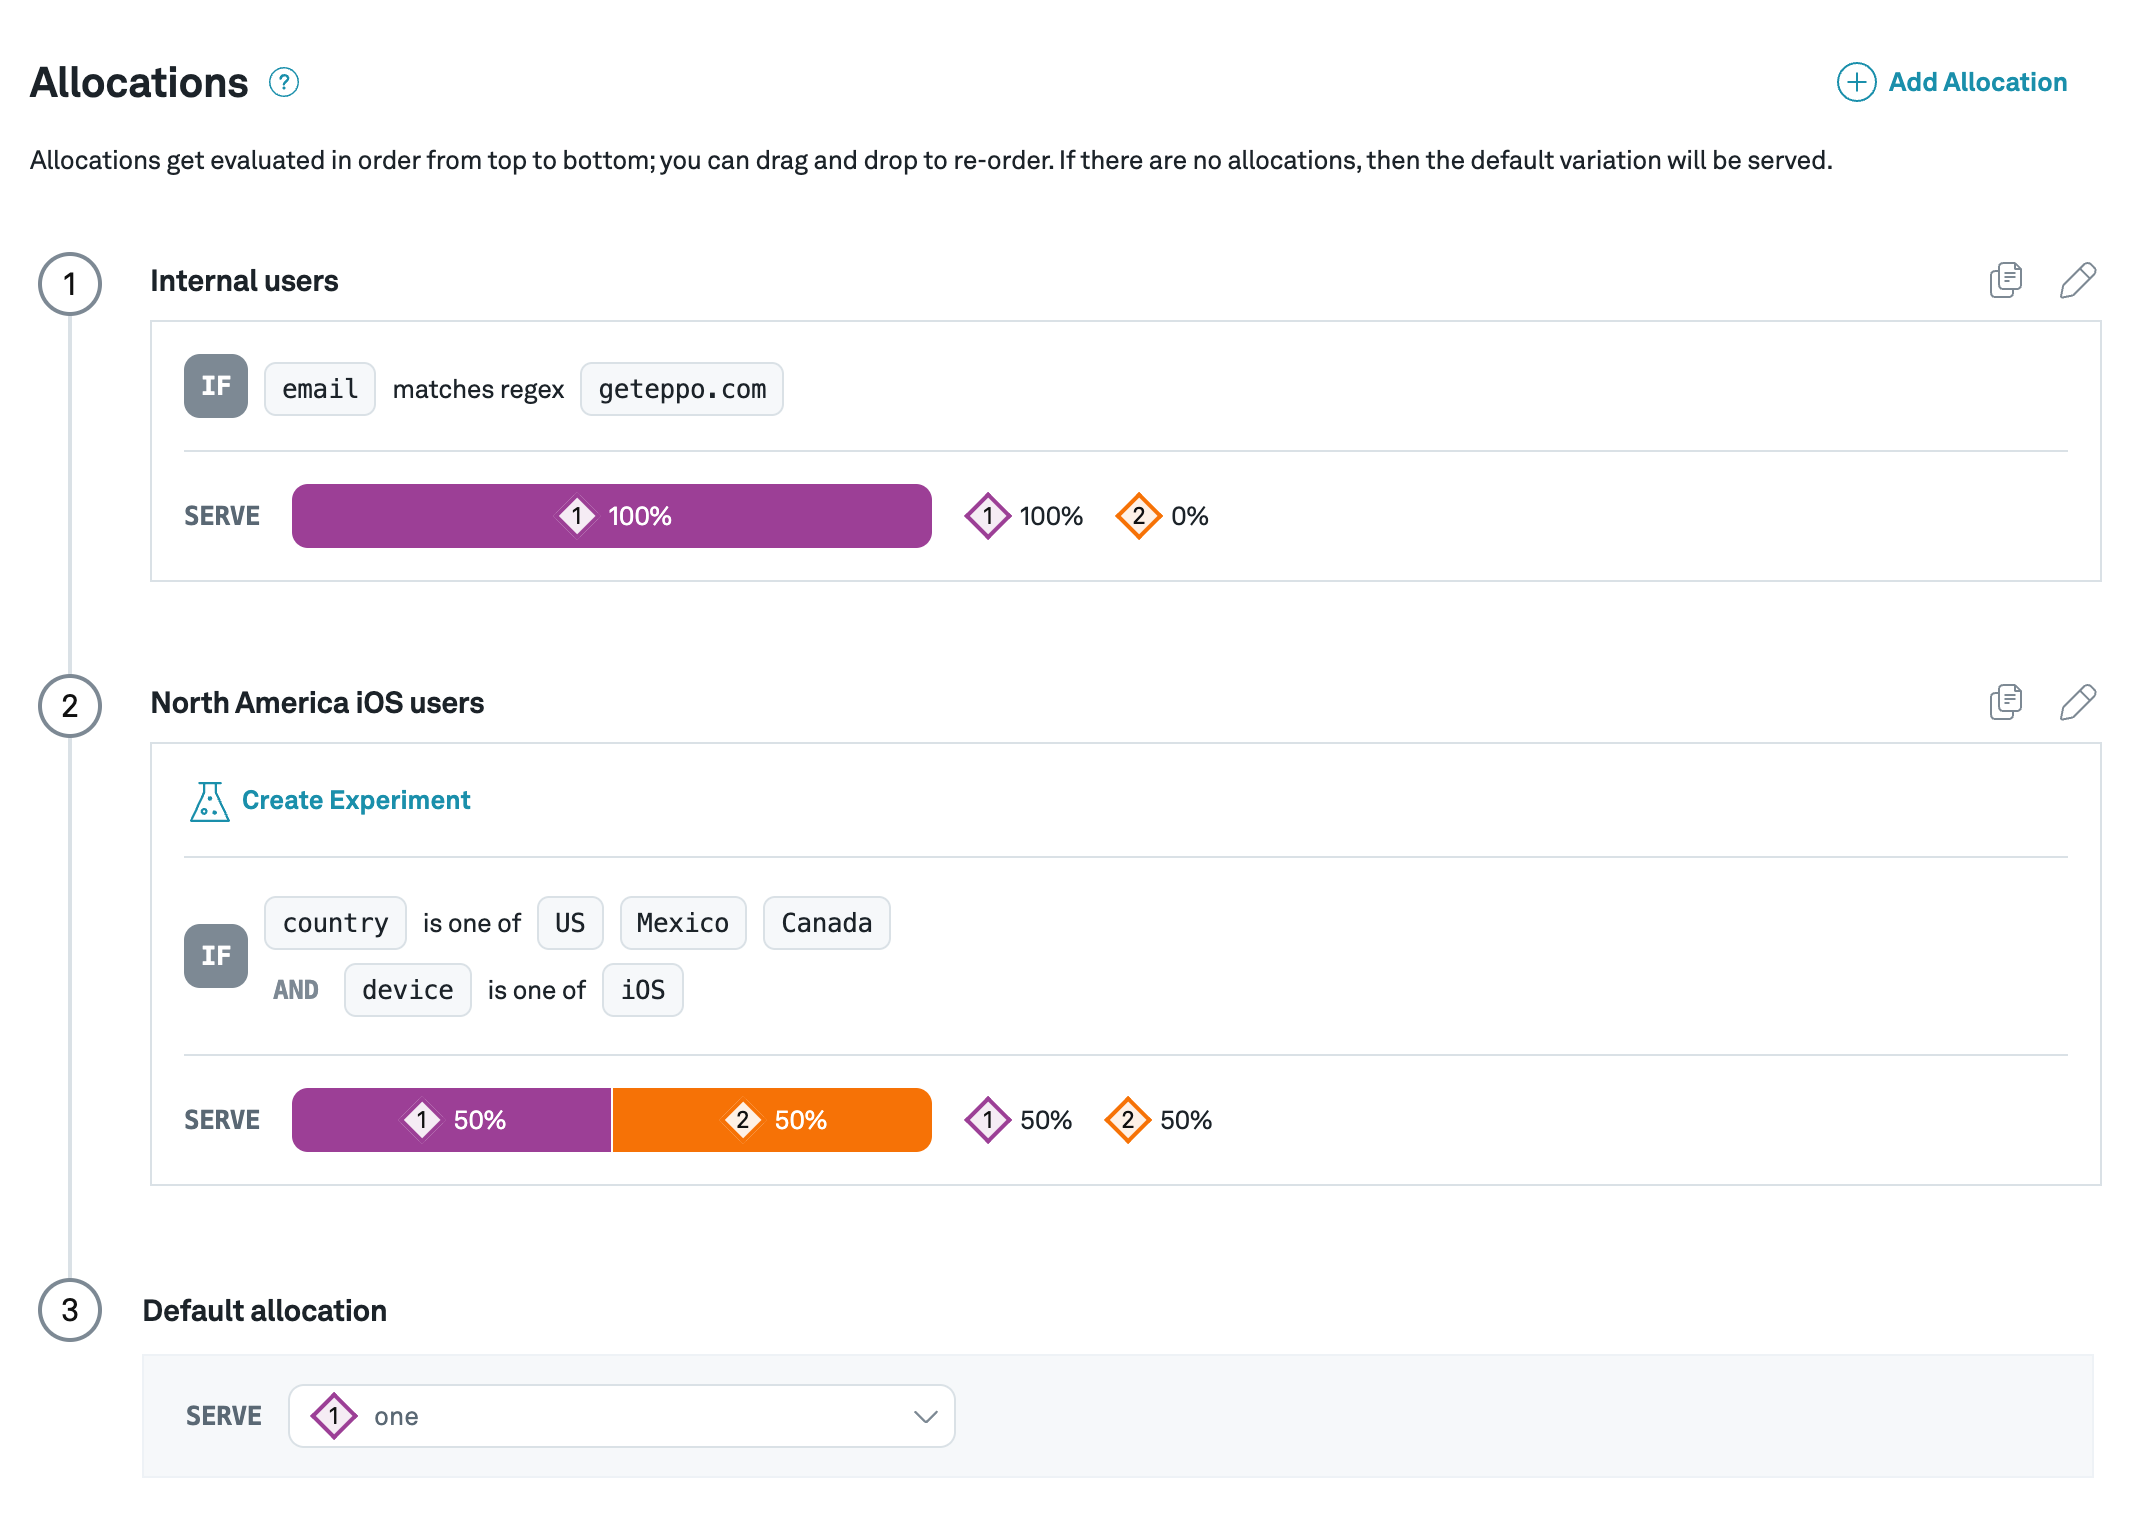 Allocations ?
Add Allocation
Allocations get evaluated in order from top to bottom; you can drag and drop to re-order. If there are no allocations, then the default variation will be served.
1 Internal users
IF email matches regex geteppo.com
SERVE 1 100% 1 100% 2 0%
2 North America iOS users
Create Experiment
IF country is one of US Mexico Canada
AND device is one of iOS
SERVE 1 50% 2 50% 1 50% 2 50%
3 Default allocation
SERVE 1 one